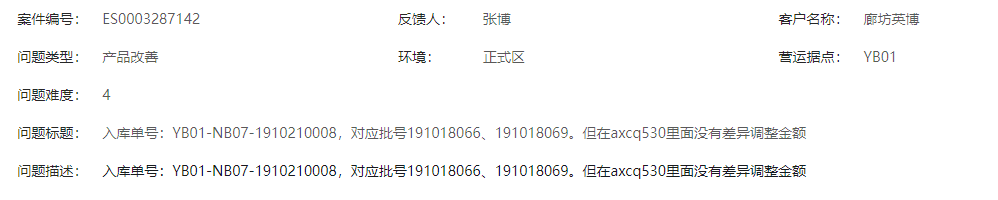 案件编号： ES0003287142 反馈人： 张博 客户名称： 廊坊英博
问题类型： 产品改善 环境： 正式区 营运据点： YB01
问题难度： 4
问题标题： 入库单号：YB01-NB07-1910210008，对应批号191018066、191018069。但在axcq530里面没有差异调整金额
问题描述： 入库单号：YB01-NB07-1910210008，对应批号191018066、191018069。但在axcq530里面没有差异调整金额